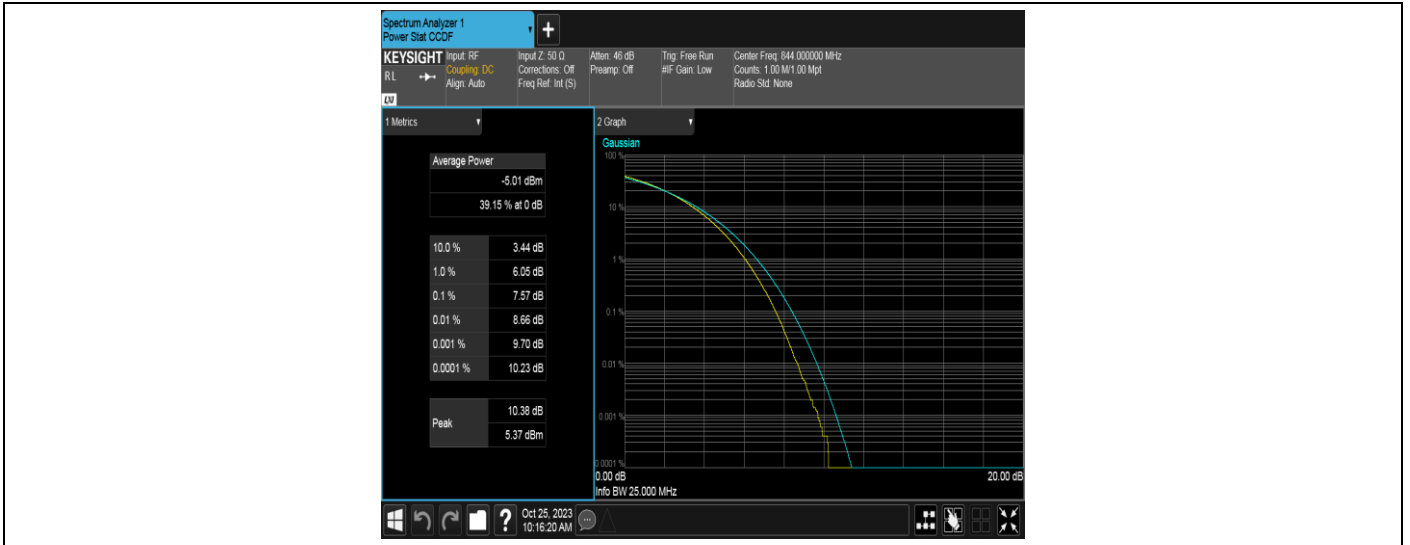 Spectrum Analyzer 1
Power Stat CCDF
+
KEYSIGHT
RL
LXI
Input: RF
Coupling: DC
Align: Auto
Input Z: 50 Ω
Corrections: Off
Freq Ref: Int (S)
Atten: 46 dB
Preamp: Off
Trig: Free Run
#IF Gain: Low
Center Freq: 844.000000 MHz
Counts: 1.00 M/1.00 Mpt
Radio Std: None
1 Metrics
Average Power
-5.01 dBm
39.15 % at 0 dB
10.0 % 3.44 dB
1.0 % 6.05 dB
0.1 % 7.57 dB
0.01 % 8.66 dB
0.001 % 9.70 dB
0.0001 % 10.23 dB
Peak
10.38 dB
5.37 dBm
2 Graph
Gaussian
100 %
10 %
1 %
0.1 %
0.01 %
0.001 %
0.0001 %
0.00 dB 20.00 dB
Info BW 25.000 MHz
?
Oct 25, 2023
10:16:20 AM